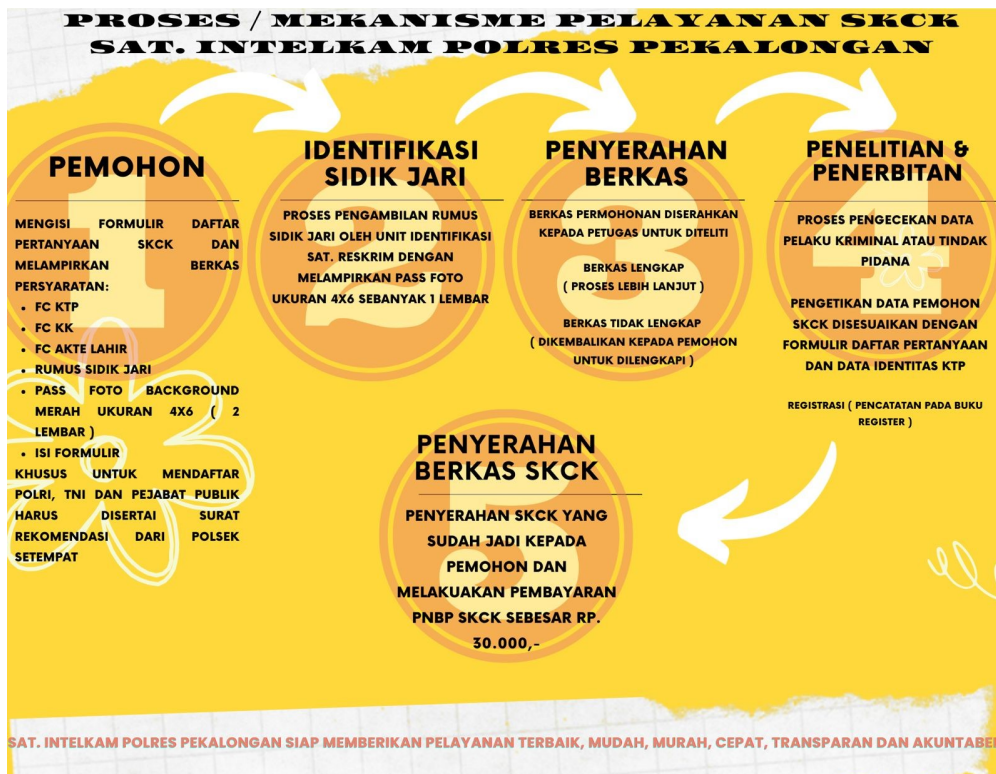 PROSES / MEKANISME PELAYANAN SKCK
SAT. INTELKAM POLRES PEKALONGAN
1
PEMOHON
MENGISI FORMULIR DAFTAR
PERTANYAAN SKCK DAN
MELAMPIRKAN BERKAS
PERSYARATAN:
• FC KTP
• FC KK
• FC AKTE LAHIR
• RUMUS SIDIK JARI
• PASS FOTO BACKGROUND
MERAH UKURAN 4X6 ( 2
LEMBAR )
• ISI FORMULIR
KHUSUS UNTUK MENDAFTAR
POLRI, TNI DAN PEJABAT PUBLIK
HARUS DISERTAI SURAT
REKOMENDASI DARI POLSEK
SETEMPAT
2
IDENTIFIKASI
SIDIK JARI
PROSES PENGAMBILAN RUMUS
SIDIK JARI OLEH UNIT IDENTIFIKASI
SAT. RESKRIM DENGAN
MELAMPIRKAN PASS FOTO
UKURAN 4X6 SEBANYAK 1 LEMBAR
3
PENYERAHAN
BERKAS
BERKAS PERMOHONAN DISERAHKAN
KEPADA PETUGAS UNTUK DITELITI
BERKAS LENGKAP
( PROSES LEBIH LANJUT )
BERKAS TIDAK LENGKAP
( DIKEMBALIKAN KEPADA PEMOHON
UNTUK DILENGKAPI )
4
PENELITIAN &
PENERBITAN
PROSES PENGECEKAN DATA
PELAKU KRIMINAL ATAU TINDAK
PIDANA
PENGETIKAN DATA PEMOHON
SKCK DISESUAIKAN DENGAN
FORMULIR DAFTAR PERTANYAAN
DAN DATA IDENTITAS KTP
REGISTRASI ( PENCATATAN PADA BUKU
REGISTER )
5
PENYERAHAN
BERKAS SKCK
PENYERAHAN SKCK YANG
SUDAH JADI KEPADA
PEMOHON DAN
MELAKUAKAN PEMBAYARAN
PNBP SKCK SEBESAR RP.
30.000,-
SAT. INTELKAM POLRES PEKALONGAN SIAP MEMBERIKAN PELAYANAN TERBAIK, MUDAH, MURAH, CEPAT, TRANSPARAN DAN AKUNTABEL